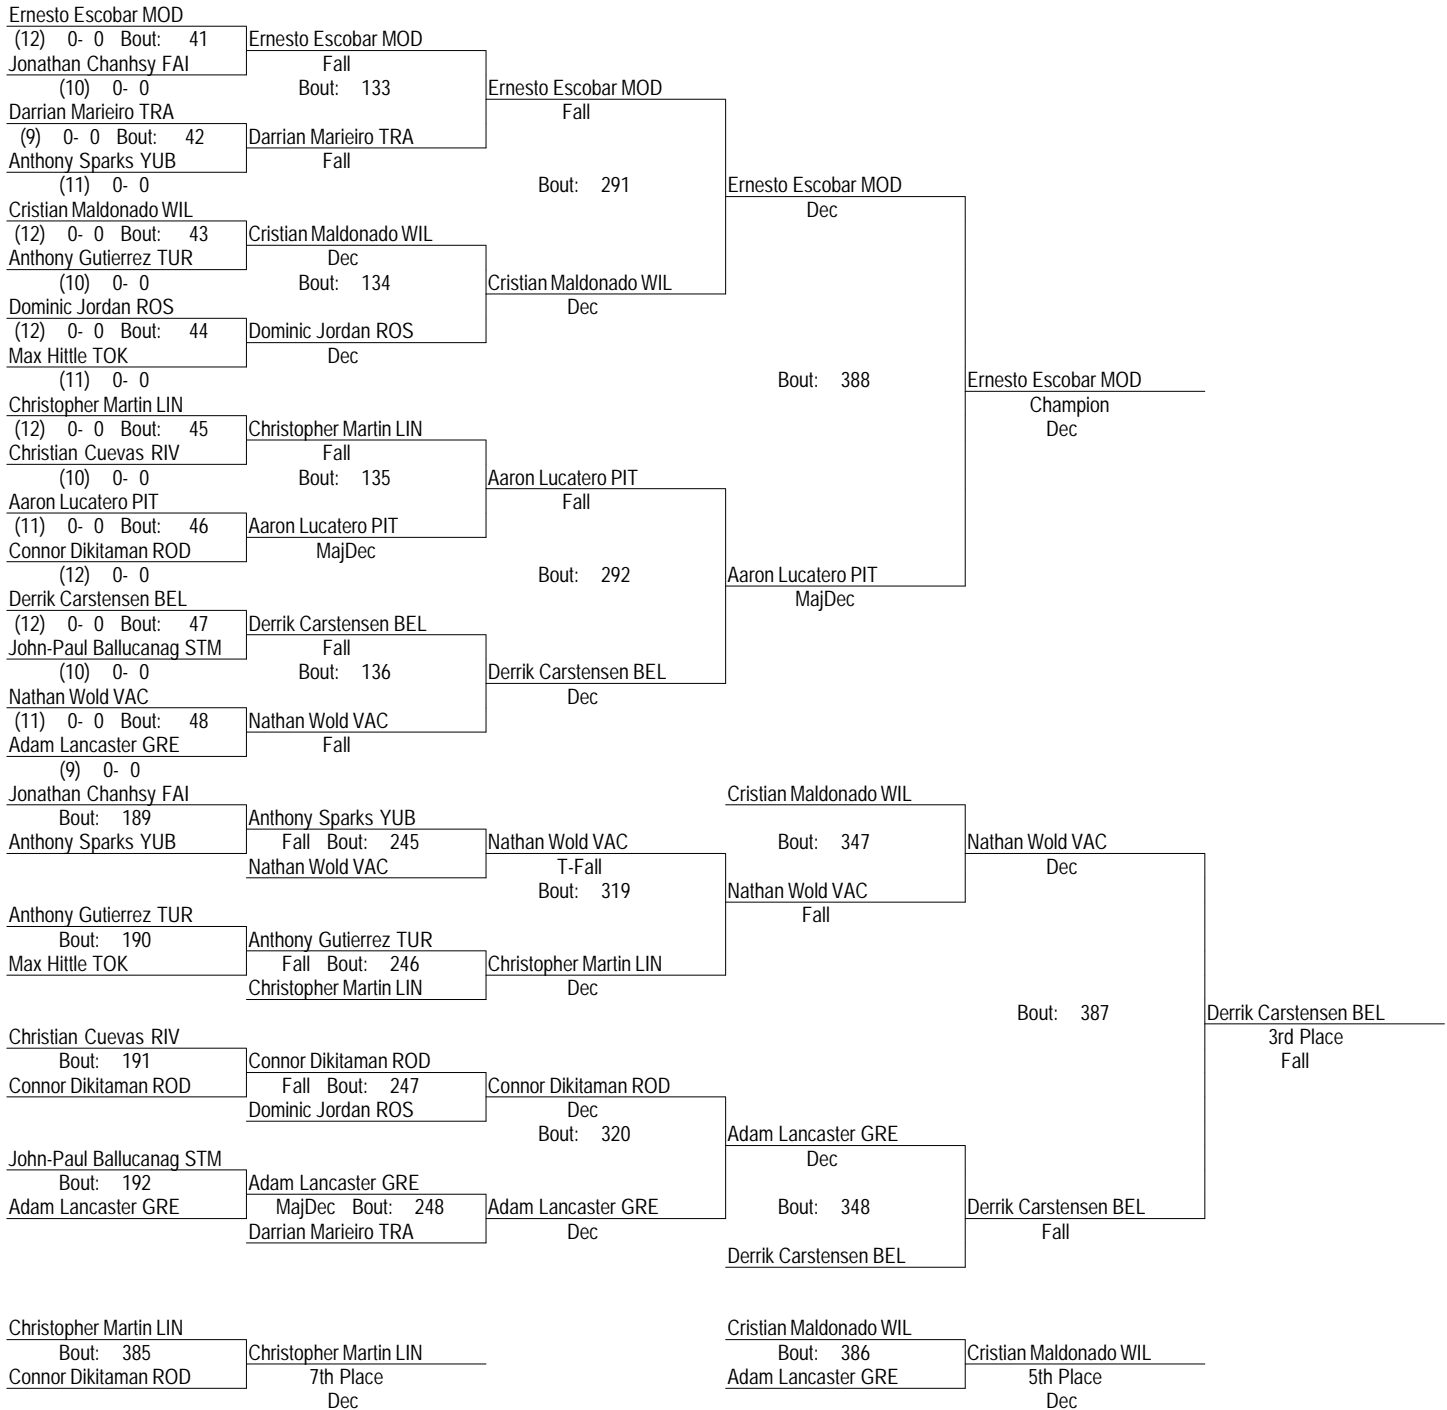 Ernesto Escobar MOD
(12) 0- 0 Bout: 41 Ernesto Escobar MOD
Jonathan Chanhsy FAI Fall
(10) 0- 0 Bout: 133 Ernesto Escobar MOD
Darrian Marieiro TRA Fall
(9) 0- 0 Bout: 42 Darrian Marieiro TRA
Anthony Sparks YUB Fall
(11) 0- 0 Bout: 291 Ernesto Escobar MOD
Cristian Maldonado WIL Dec
(12) 0- 0 Bout: 43 Cristian Maldonado WIL
Anthony Gutierrez TUR Dec
(10) 0- 0 Bout: 134 Cristian Maldonado WIL
Dominic Jordan ROS Dec
(12) 0- 0 Bout: 44 Dominic Jordan ROS
Max Hittle TOK Dec
(11) 0- 0 Bout: 388 Ernesto Escobar MOD
Christopher Martin LIN Champion
(12) 0- 0 Bout: 45 Christopher Martin LIN Dec
Christian Cuevas RIV Fall
(10) 0- 0 Bout: 135 Aaron Lucatero PIT
Aaron Lucatero PIT Fall
(11) 0- 0 Bout: 46 Aaron Lucatero PIT
Connor Dikitaman ROD MajDec
(12) 0- 0 Bout: 292 Aaron Lucatero PIT
Derrik Carstensen BEL MajDec
(12) 0- 0 Bout: 47 Derrik Carstensen BEL
John-Paul Ballucanag STM Fall
(10) 0- 0 Bout: 136 Derrik Carstensen BEL
Nathan Wold VAC Dec
(11) 0- 0 Bout: 48 Nathan Wold VAC
Adam Lancaster GRE Fall
(9) 0- 0
Jonathan Chanhsy FAI Cristian Maldonado WIL
Bout: 189 Anthony Sparks YUB
Anthony Sparks YUB Fall Bout: 245 Nathan Wold VAC Bout: 347 Nathan Wold VAC
Nathan Wold VAC T-Fall Dec
Bout: 319 Nathan Wold VAC
Anthony Gutierrez TUR Fall
Bout: 190 Anthony Gutierrez TUR
Max Hittle TOK Fall Bout: 246 Christopher Martin LIN
Christopher Martin LIN Dec
Bout: 387 Derrik Carstensen BEL
Christian Cuevas RIV 3rd Place
Bout: 191 Connor Dikitaman ROD Fall
Connor Dikitaman ROD Fall Bout: 247 Connor Dikitaman ROD
Dominic Jordan ROS Dec
Bout: 320 Adam Lancaster GRE
John-Paul Ballucanag STM Dec
Bout: 192 Adam Lancaster GRE
Adam Lancaster GRE MajDec Bout: 248 Adam Lancaster GRE Bout: 348 Derrik Carstensen BEL
Darrian Marieiro TRA Dec Fall
Derrik Carstensen BEL
Christopher Martin LIN Cristian Maldonado WIL
Bout: 385 Christopher Martin LIN Bout: 386 Cristian Maldonado WIL
Connor Dikitaman ROD 7th Place Adam Lancaster GRE 5th Place
Dec Dec